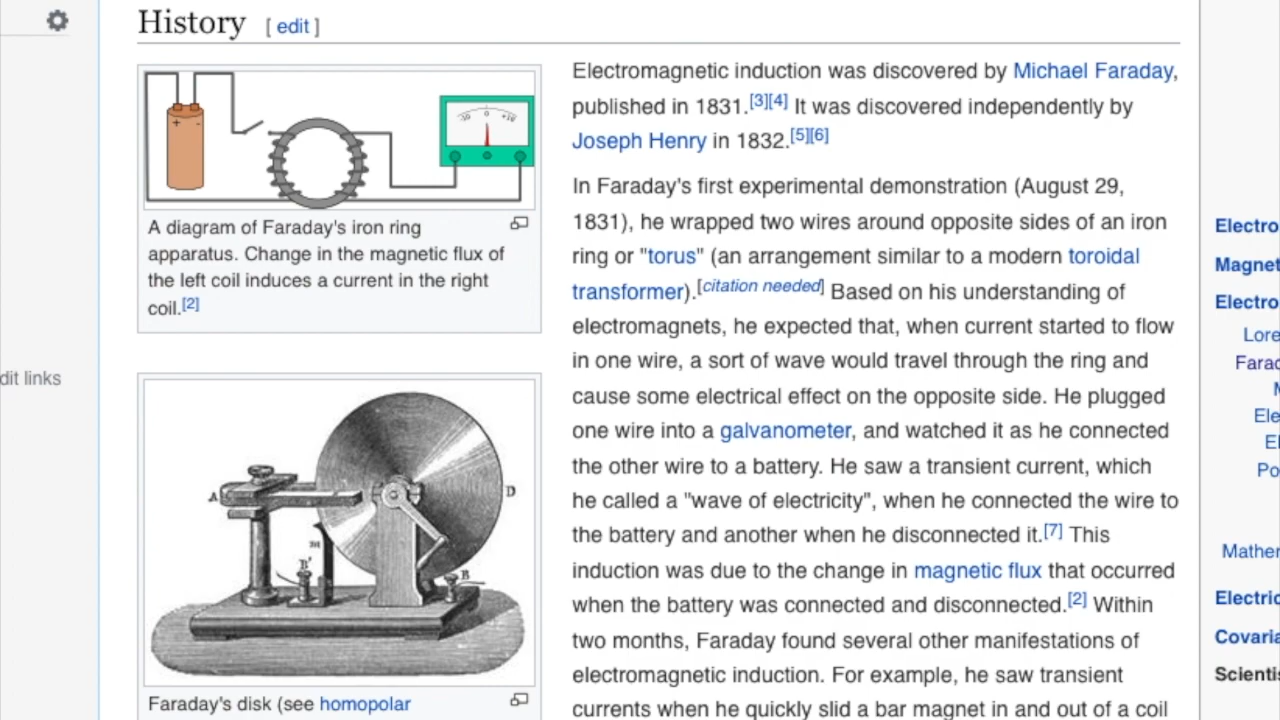 History [ edit ]
-10 0 +10
+ -
A diagram of Faraday's iron ring
apparatus. Change in the magnetic flux of
the left coil induces a current in the right
coil.[2]
A
D
m
B'
B
Faraday's disk (see homopolar
Electromagnetic induction was discovered by Michael Faraday,
published in 1831.[3][4] It was discovered independently by
Joseph Henry in 1832.[5][6]
In Faraday's first experimental demonstration (August 29,
1831), he wrapped two wires around opposite sides of an iron
ring or "torus" (an arrangement similar to a modern toroidal
transformer).[citation needed] Based on his understanding of
electromagnets, he expected that, when current started to flow
in one wire, a sort of wave would travel through the ring and
cause some electrical effect on the opposite side. He plugged
one wire into a galvanometer, and watched it as he connected
the other wire to a battery. He saw a transient current, which
he called a "wave of electricity", when he connected the wire to
the battery and another when he disconnected it.[7] This
induction was due to the change in magnetic flux that occurred
when the battery was connected and disconnected.[2] Within
two months, Faraday found several other manifestations of
electromagnetic induction. For example, he saw transient
currents when he quickly slid a bar magnet in and out of a coil
dit links
Electro
Magnet
Electro
Lore
Farac
M
Ele
El
Po
Mather
Electric
Covaria
Scientis